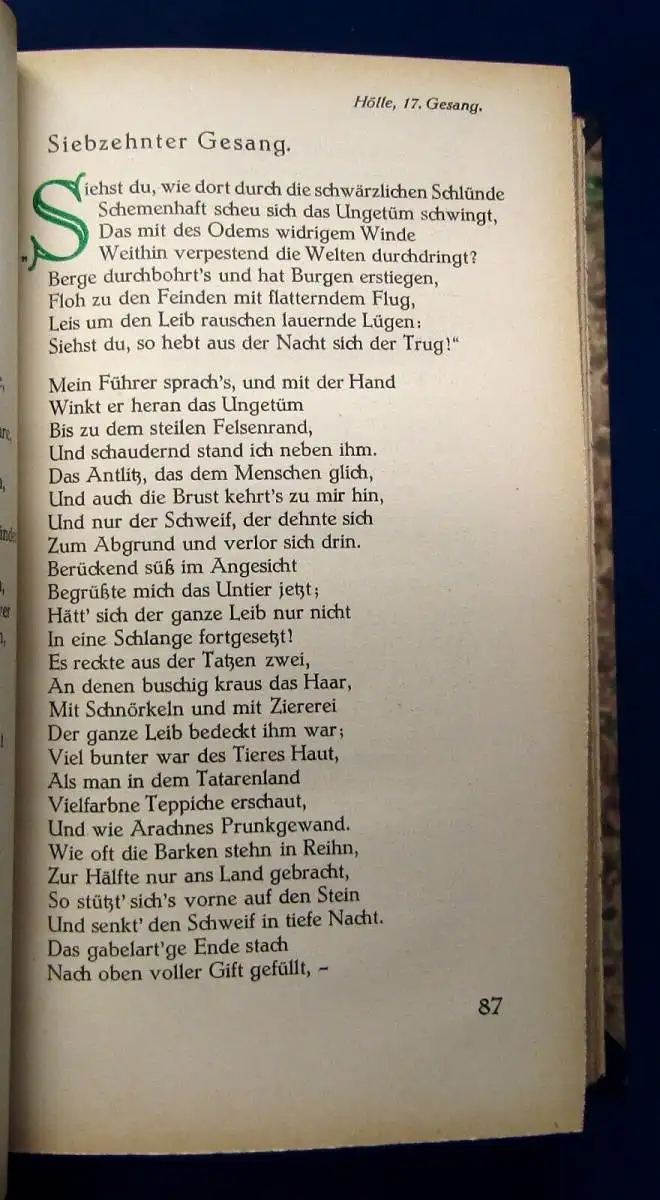 Hölle, 17. Gesang.
Siebzehnter Gesang.
„Siehst du, wie dort durch die schwärzlichen Schlünde
Schemenhaft scheu sich das Ungetüm schwingt,
Das mit des Odems widrigem Winde
Weithin verpestend die Welten durchdringt?
Berge durchbohrt's und hat Burgen erstiegen,
Floh zu den Feinden mit flatterndem Flug,
Leis um den Leib rauschen lauernde Lügen:
Siehst du, so hebt aus der Nacht sich der Trug!“
Mein Führer sprach's, und mit der Hand
Winkt er heran das Ungetüm
Bis zu dem steilen Felsenrand,
Und schaudernd stand ich neben ihm.
Das Antlitz, das dem Menschen glich,
Und auch die Brust kehrt's zu mir hin,
Und nur der Schweif, der dehnte sich
Zum Abgrund und verlor sich drin.
Berückend süß im Angesicht
Begrüßte mich das Untier jetzt;
Hätt' sich der ganze Leib nur nicht
In eine Schlange fortgesetzt!
Es reckte aus der Tatzen zwei,
An denen buschig kraus das Haar,
Mit Schnörkeln und mit Ziererei
Der ganze Leib bedeckt ihm war;
Viel bunter war des Tieres Haut,
Als man in dem Tatarenland
Vielfarbne Teppiche erschaut,
Und wie Arachnes Prunkgewand.
Wie oft die Barken stehn in Reihn,
Zur Hälfte nur ans Land gebracht,
So stützt' sich's vorne auf den Stein
Und senkt' den Schweif in tiefe Nacht.
Das gabelart'ge Ende stach
Nach oben voller Gift gefüllt, –
87